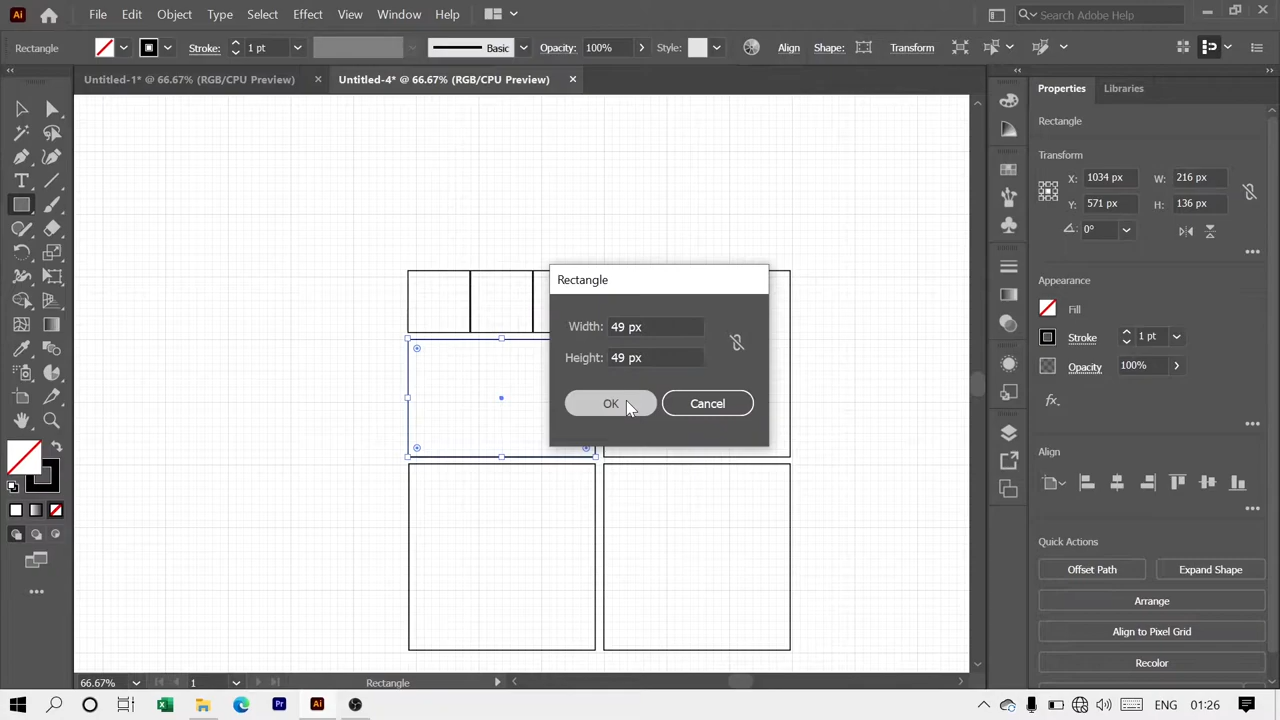 Ai File Edit Object Type Select Effect View Window Help Search Adobe Help
Rectangle Stroke: 1 pt Basic Opacity: 100% Style: Align Shape: Transform
Untitled-1* @ 66.67% (RGB/CPU Preview) × Untitled-4* @ 66.67% (RGB/CPU Preview) ×
Properties Libraries
Rectangle
Transform
X: 1034 px W: 216 px
Y: 571 px H: 136 px
0°
Appearance
Fill
Stroke 1 pt
Opacity 100%
fx.
Align
Quick Actions
Offset Path Expand Shape
Arrange
Align to Pixel Grid
Recolor
Rectangle
Width: 49 px
Height: 49 px
OK Cancel
66.67% 1 Rectangle
Pr Ai ENG 01:26